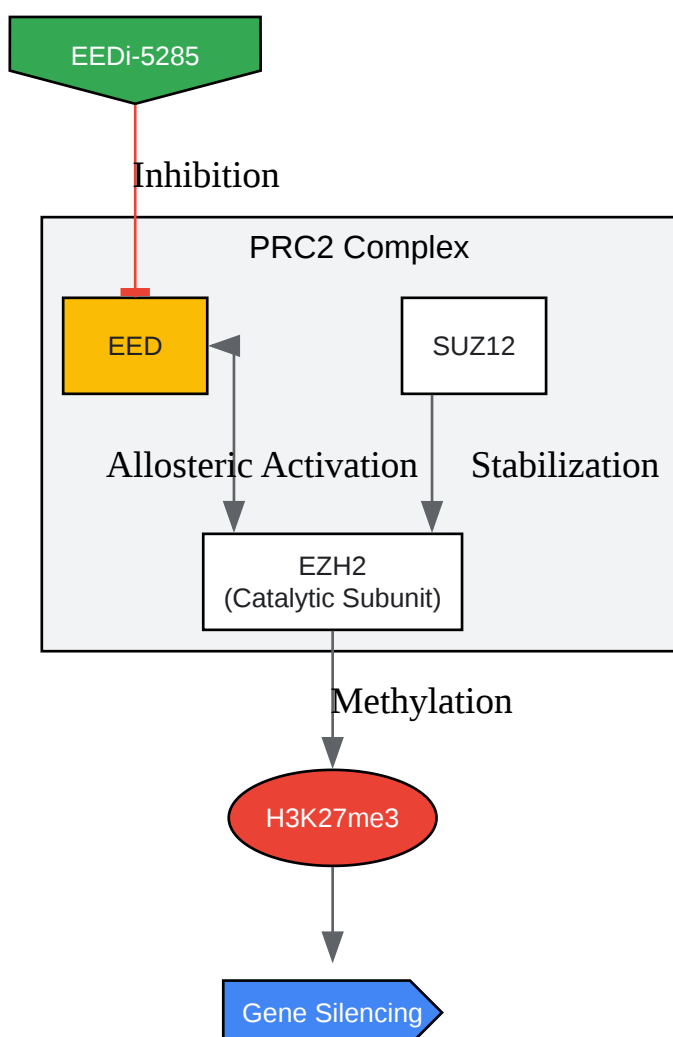 EEDi-5285
Inhibition
PRC2 Complex
EED
SUZ12
Allosteric Activation
Stabilization
EZH2
(Catalytic Subunit)
Methylation
H3K27me3
Gene Silencing